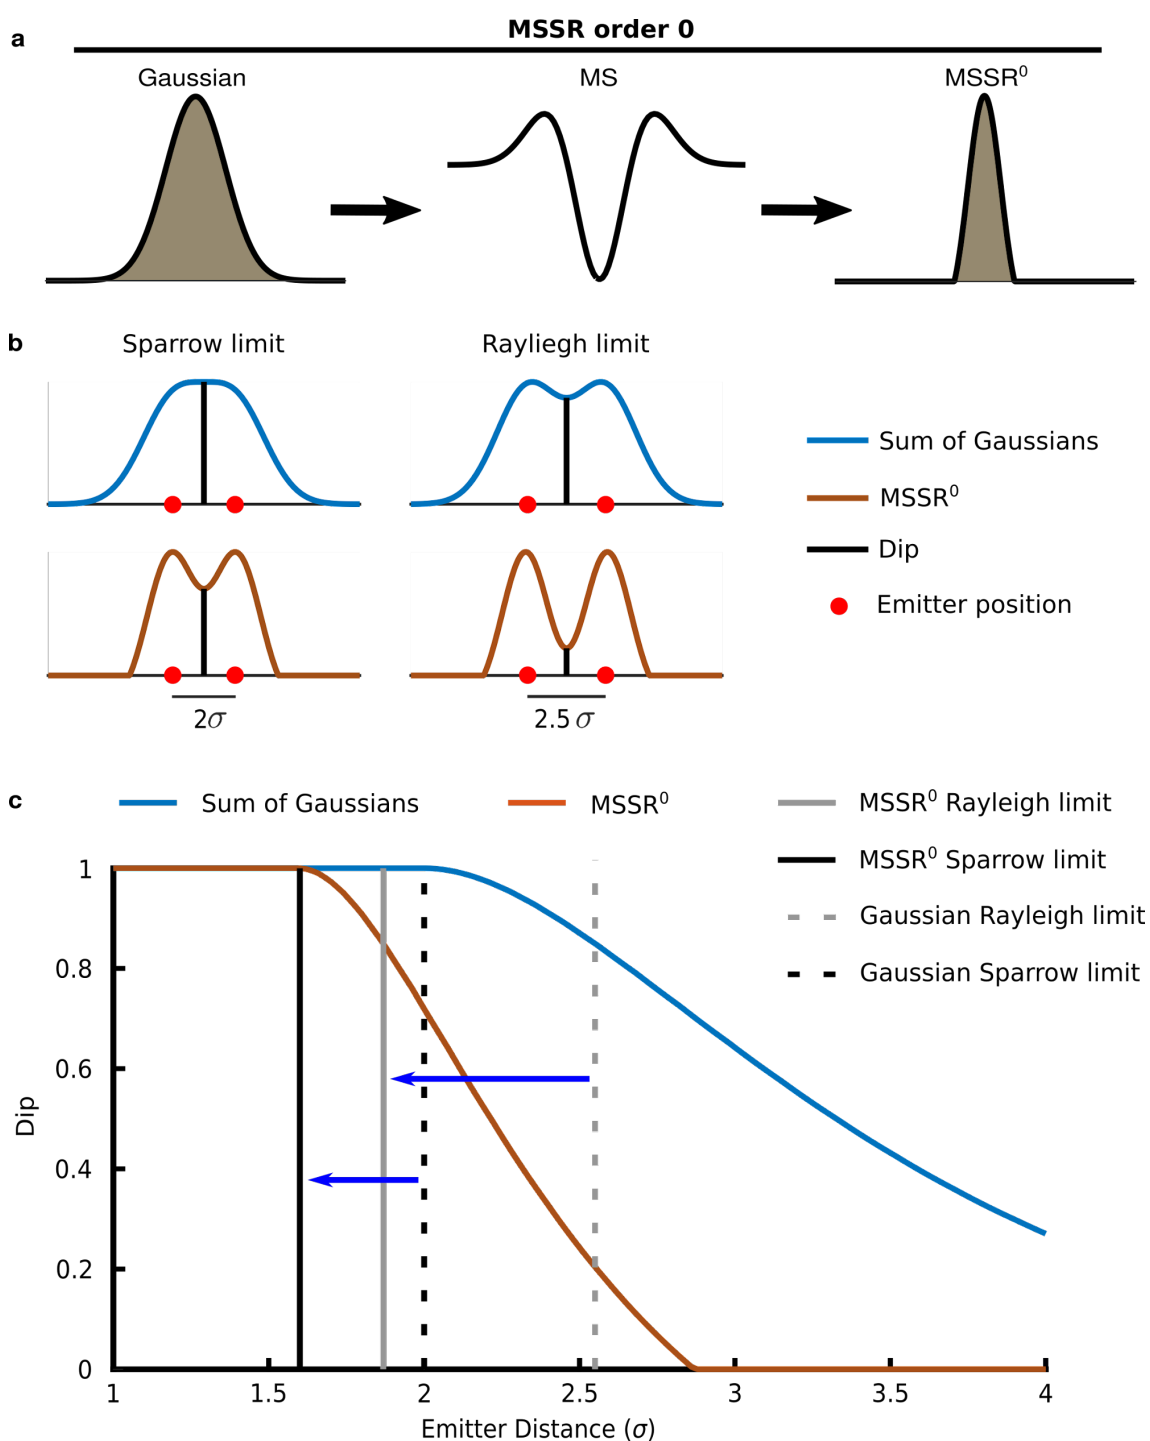 a
MSSR order 0
Gaussian
MS
MSSR⁰
b
Sparrow limit
Rayliegh limit
Sum of Gaussians
MSSR⁰
Dip
Emitter position
2σ
2.5 σ
c
Sum of Gaussians
MSSR⁰
MSSR⁰ Rayleigh limit
MSSR⁰ Sparrow limit
Gaussian Rayleigh limit
Gaussian Sparrow limit
1
0.8
0.6
0.4
0.2
0
Dip
1
1.5
2
2.5
3
3.5
4
Emitter Distance (σ)